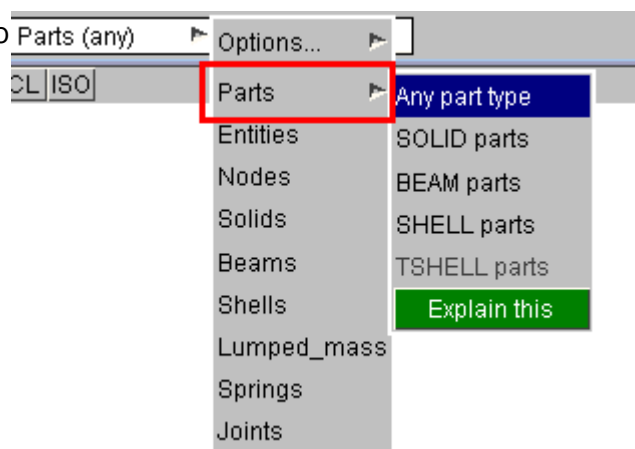 Parts (any)
Options...
CL ISO
Parts
Any part type
Entities
SOLID parts
Nodes
BEAM parts
Solids
SHELL parts
Beams
TSHELL parts
Shells
Explain this
Lumped_mass
Springs
Joints